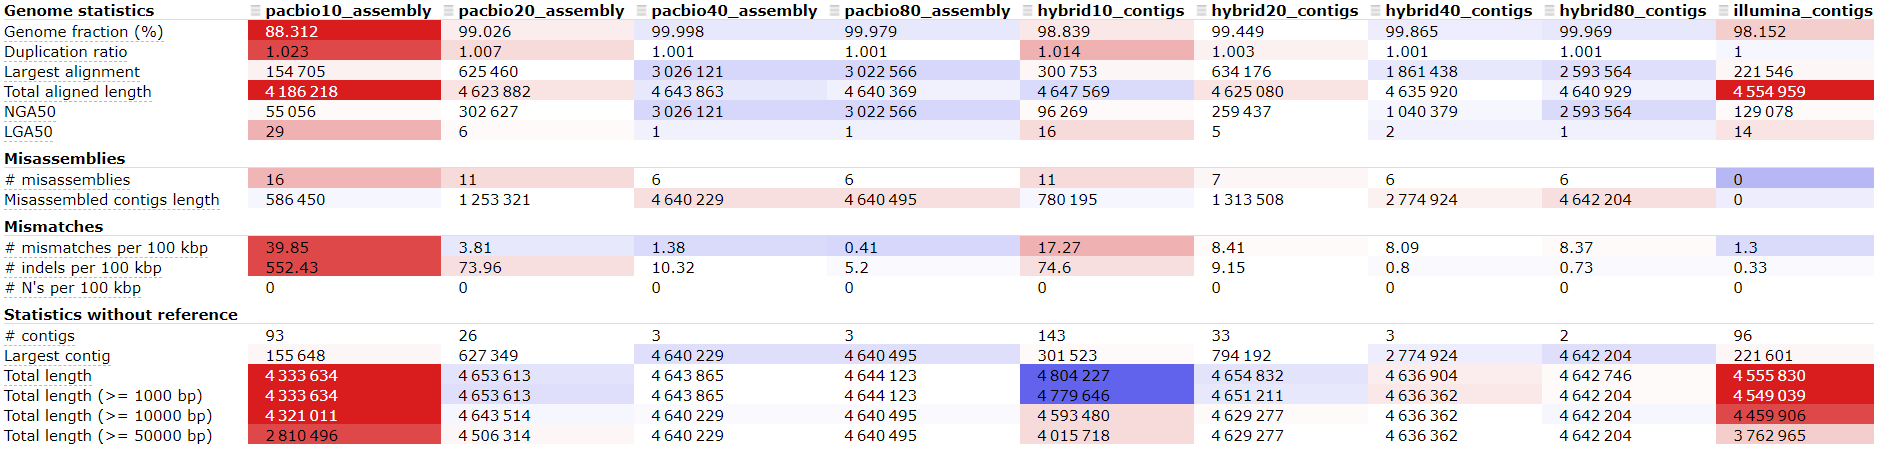 Genome statistics pacbio10_assembly pacbio20_assembly pacbio40_assembly pacbio80_assembly hybrid10_contigs hybrid20_contigs hybrid40_contigs hybrid80_contigs illumina_contigs
Genome fraction (%) 88.312 99.026 99.998 99.979 98.839 99.449 99.865 99.969 98.152
Duplication ratio 1.023 1.007 1.001 1.001 1.014 1.003 1.001 1.001 1
Largest alignment 154 705 625 460 3 026 121 3 022 566 300 753 634 176 1 861 438 2 593 564 221 546
Total aligned length 4 186 218 4 623 882 4 643 863 4 640 369 4 647 569 4 625 080 4 635 920 4 640 929 4 554 959
NGA50 55 056 302 627 3 026 121 3 022 566 96 269 259 437 1 040 379 2 593 564 129 078
LGA50 29 6 1 1 16 5 2 1 14
Misassemblies
# misassemblies 16 11 6 6 11 7 6 6 0
Misassembled contigs length 586 450 1 253 321 4 640 229 4 640 495 780 195 1 313 508 2 774 924 4 642 204 0
Mismatches
# mismatches per 100 kbp 39.85 3.81 1.38 0.41 17.27 8.41 8.09 8.37 1.3
# indels per 100 kbp 552.43 73.96 10.32 5.2 74.6 9.15 0.8 0.73 0.33
# N's per 100 kbp 0 0 0 0 0 0 0 0 0
Statistics without reference
# contigs 93 26 3 3 143 33 3 2 96
Largest contig 155 648 627 349 4 640 229 4 640 495 301 523 794 192 2 774 924 4 642 204 221 601
Total length 4 333 634 4 653 613 4 643 865 4 644 123 4 804 227 4 654 832 4 636 904 4 642 746 4 555 830
Total length (>= 1000 bp) 4 333 634 4 653 613 4 643 865 4 644 123 4 779 646 4 651 211 4 636 362 4 642 204 4 549 039
Total length (>= 10000 bp) 4 321 011 4 643 514 4 640 229 4 640 495 4 593 480 4 629 277 4 636 362 4 642 204 4 459 906
Total length (>= 50000 bp) 2 810 496 4 506 314 4 640 229 4 640 495 4 015 718 4 629 277 4 636 362 4 642 204 3 762 965